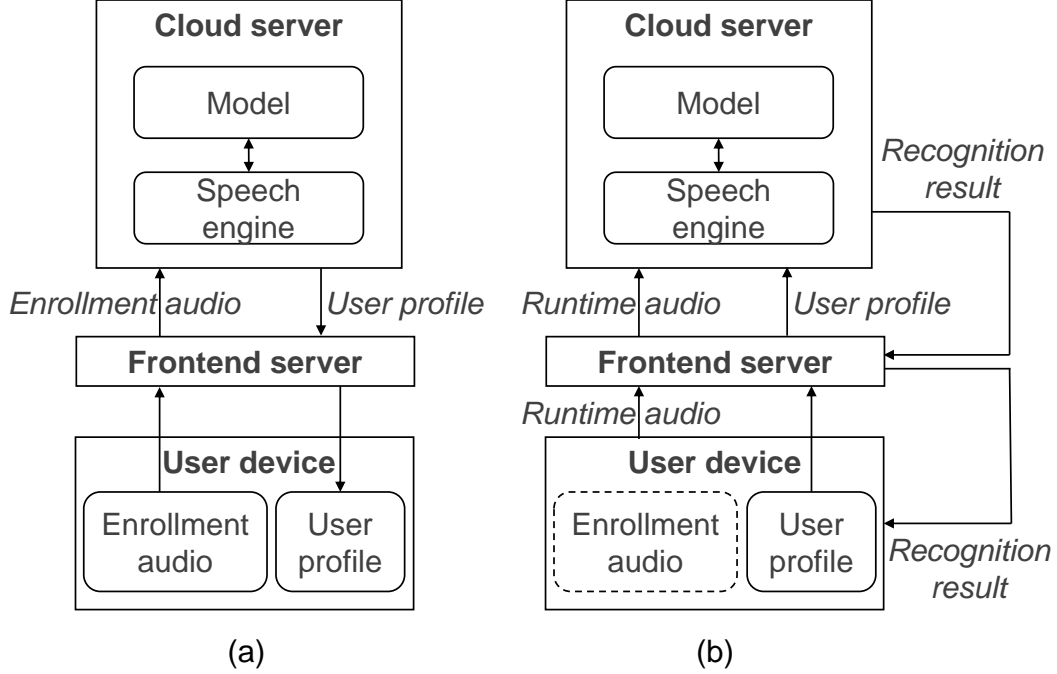 Cloud server
Model
Speech
engine
Enrollment audio
User profile
Frontend server
User device
Enrollment
audio
User
profile
(a)
Cloud server
Model
Speech
engine
Recognition
result
Runtime audio
User profile
Frontend server
Runtime audio
User device
Enrollment
audio
User
profile
Recognition
result
(b)